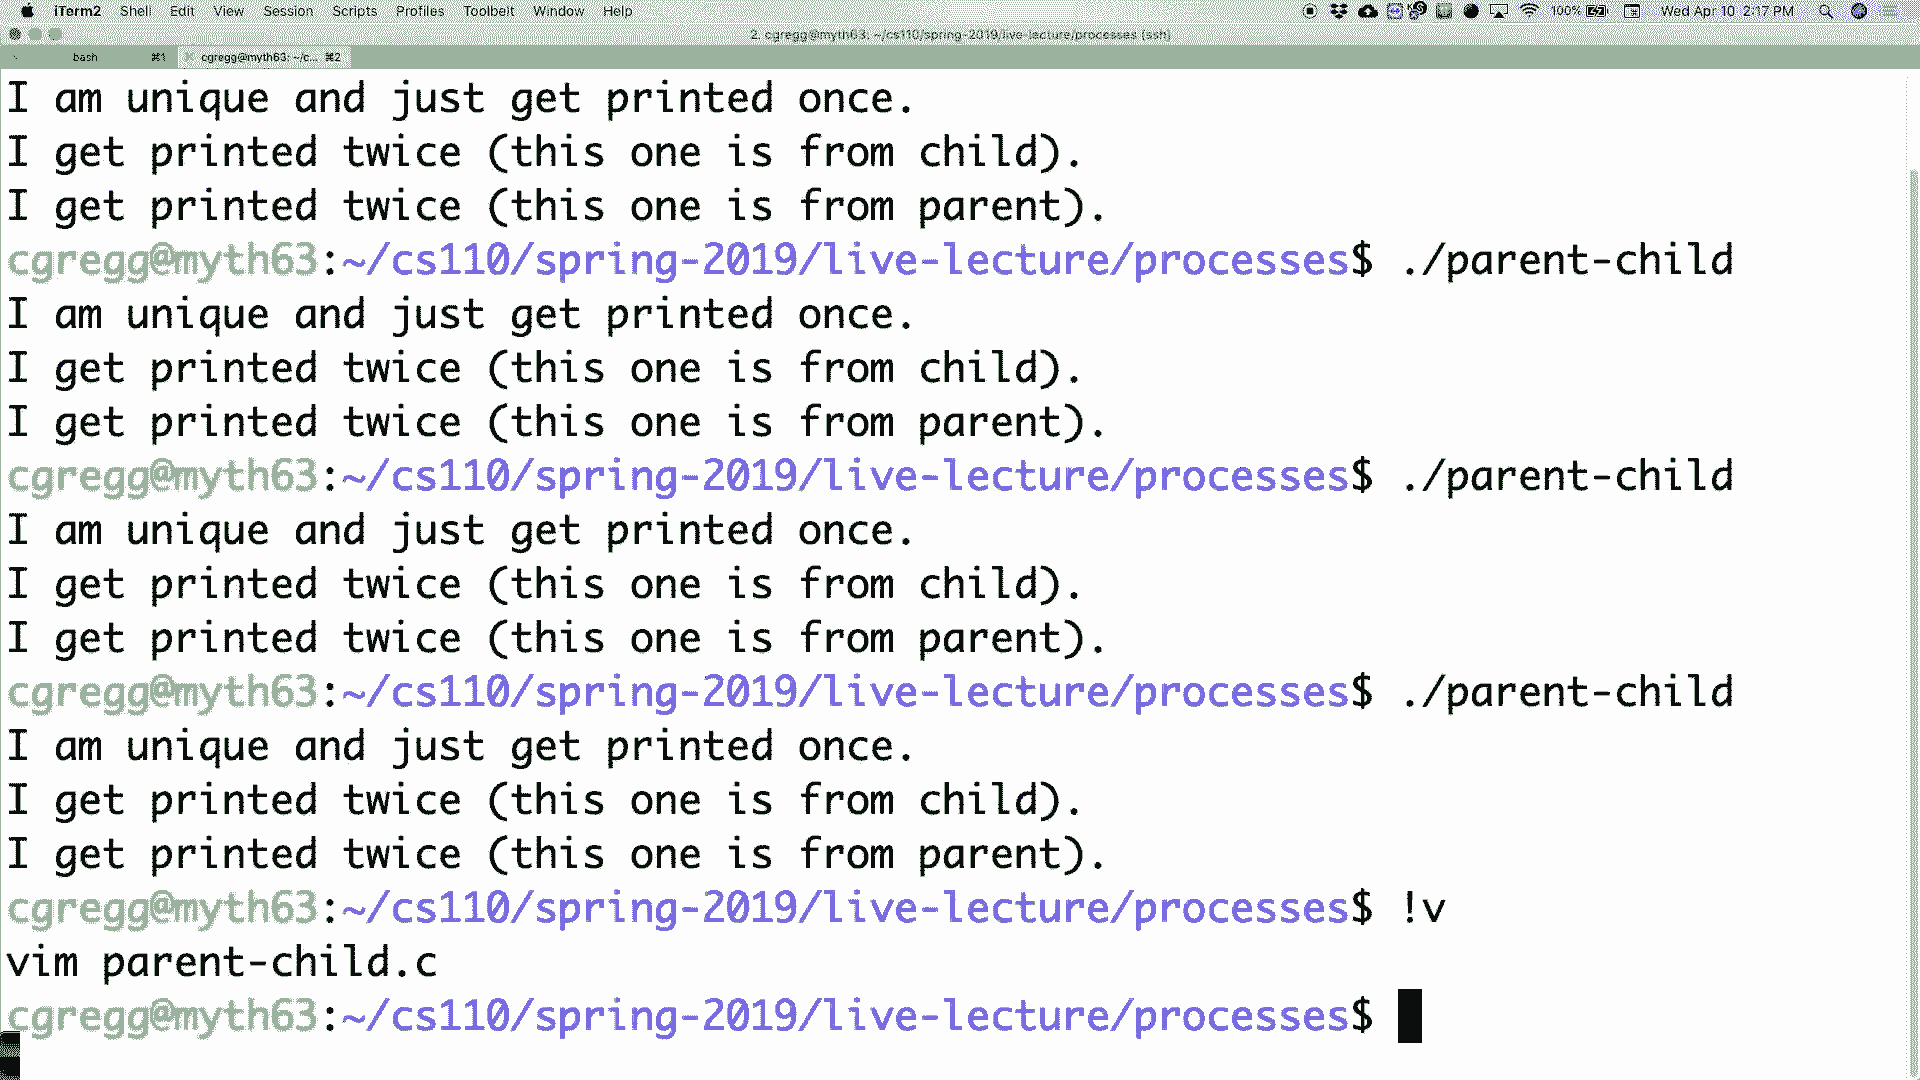 iTerm2 Shell Edit View Session Scripts Profiles Toolbelt Window Help 100% Wed Apr 10 2:17 PM
2. cgregg@myth63: ~/cs110/spring-2019/live-lecture/processes (ssh)
bash ⌘1 cgregg@myth63: ~/c... ⌘2
I am unique and just get printed once.
I get printed twice (this one is from child).
I get printed twice (this one is from parent).
cgregg@myth63:~/cs110/spring-2019/live-lecture/processes$ ./parent-child
I am unique and just get printed once.
I get printed twice (this one is from child).
I get printed twice (this one is from parent).
cgregg@myth63:~/cs110/spring-2019/live-lecture/processes$ ./parent-child
I am unique and just get printed once.
I get printed twice (this one is from child).
I get printed twice (this one is from parent).
cgregg@myth63:~/cs110/spring-2019/live-lecture/processes$ ./parent-child
I am unique and just get printed once.
I get printed twice (this one is from child).
I get printed twice (this one is from parent).
cgregg@myth63:~/cs110/spring-2019/live-lecture/processes$ !v
vim parent-child.c
cgregg@myth63:~/cs110/spring-2019/live-lecture/processes$